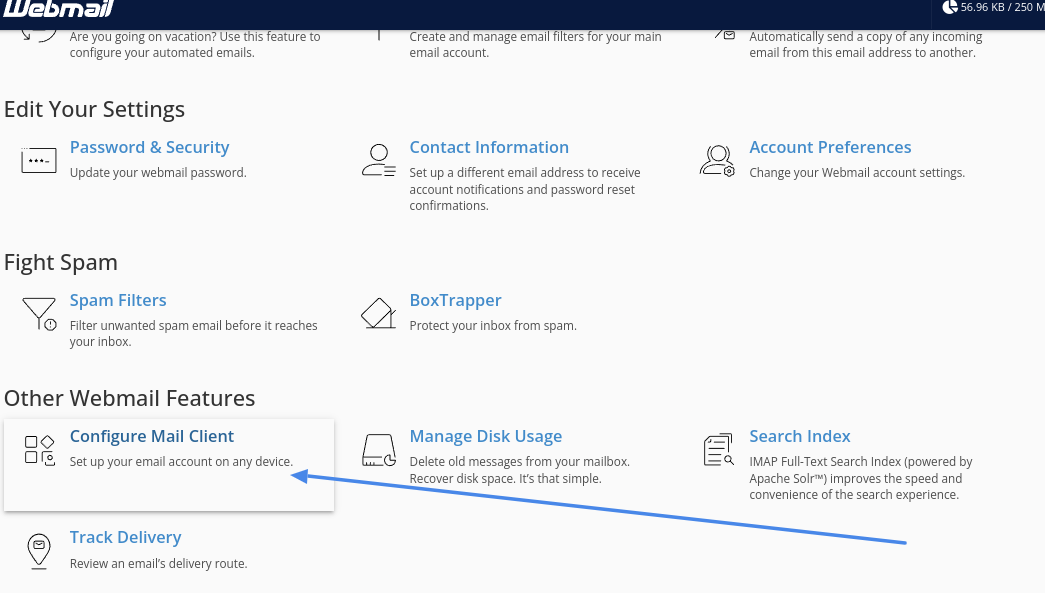 Webmail
56.96 KB / 250 M
Are you going on vacation? Use this feature to
configure your automated emails.
Create and manage email filters for your main
email account.
Automatically send a copy of any incoming
email from this email address to another.
Edit Your Settings
Password & Security
Update your webmail password.
Contact Information
Set up a different email address to receive
account notifications and password reset
confirmations.
Account Preferences
Change your Webmail account settings.
Fight Spam
Spam Filters
Filter unwanted spam email before it reaches
your inbox.
BoxTrapper
Protect your inbox from spam.
Other Webmail Features
Configure Mail Client
Set up your email account on any device.
Manage Disk Usage
Delete old messages from your mailbox.
Recover disk space. It's that simple.
Search Index
IMAP Full-Text Search Index (powered by
Apache Solr™) improves the speed and
convenience of the search experience.
Track Delivery
Review an email's delivery route.